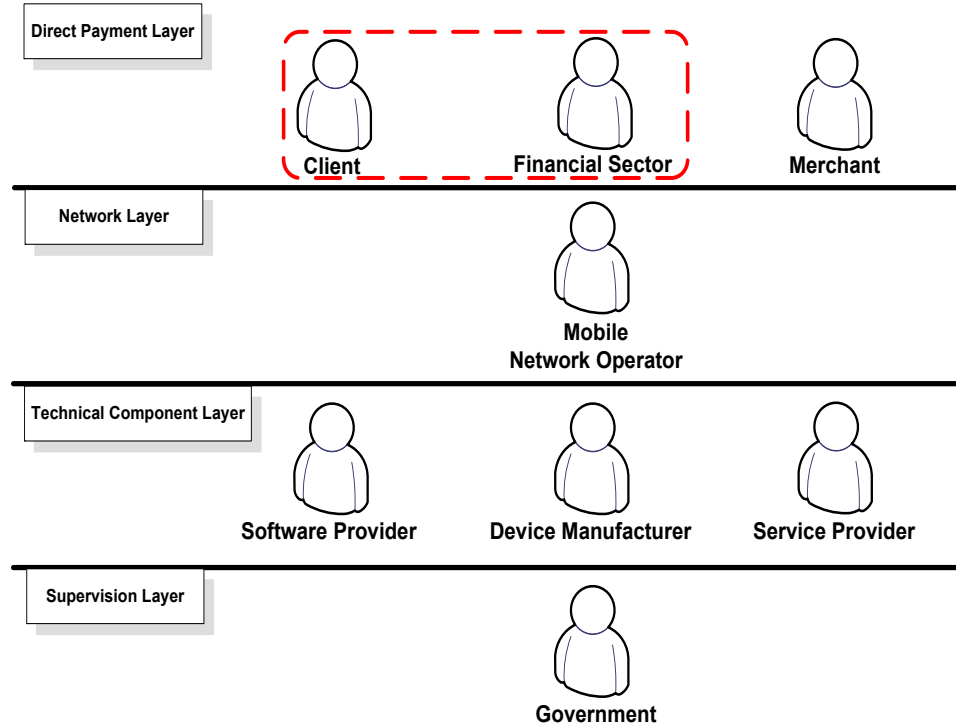 Direct Payment Layer
Client
Financial Sector
Merchant
Network Layer
Mobile
Network Operator
Technical Component Layer
Software Provider
Device Manufacturer
Service Provider
Supervision Layer
Government